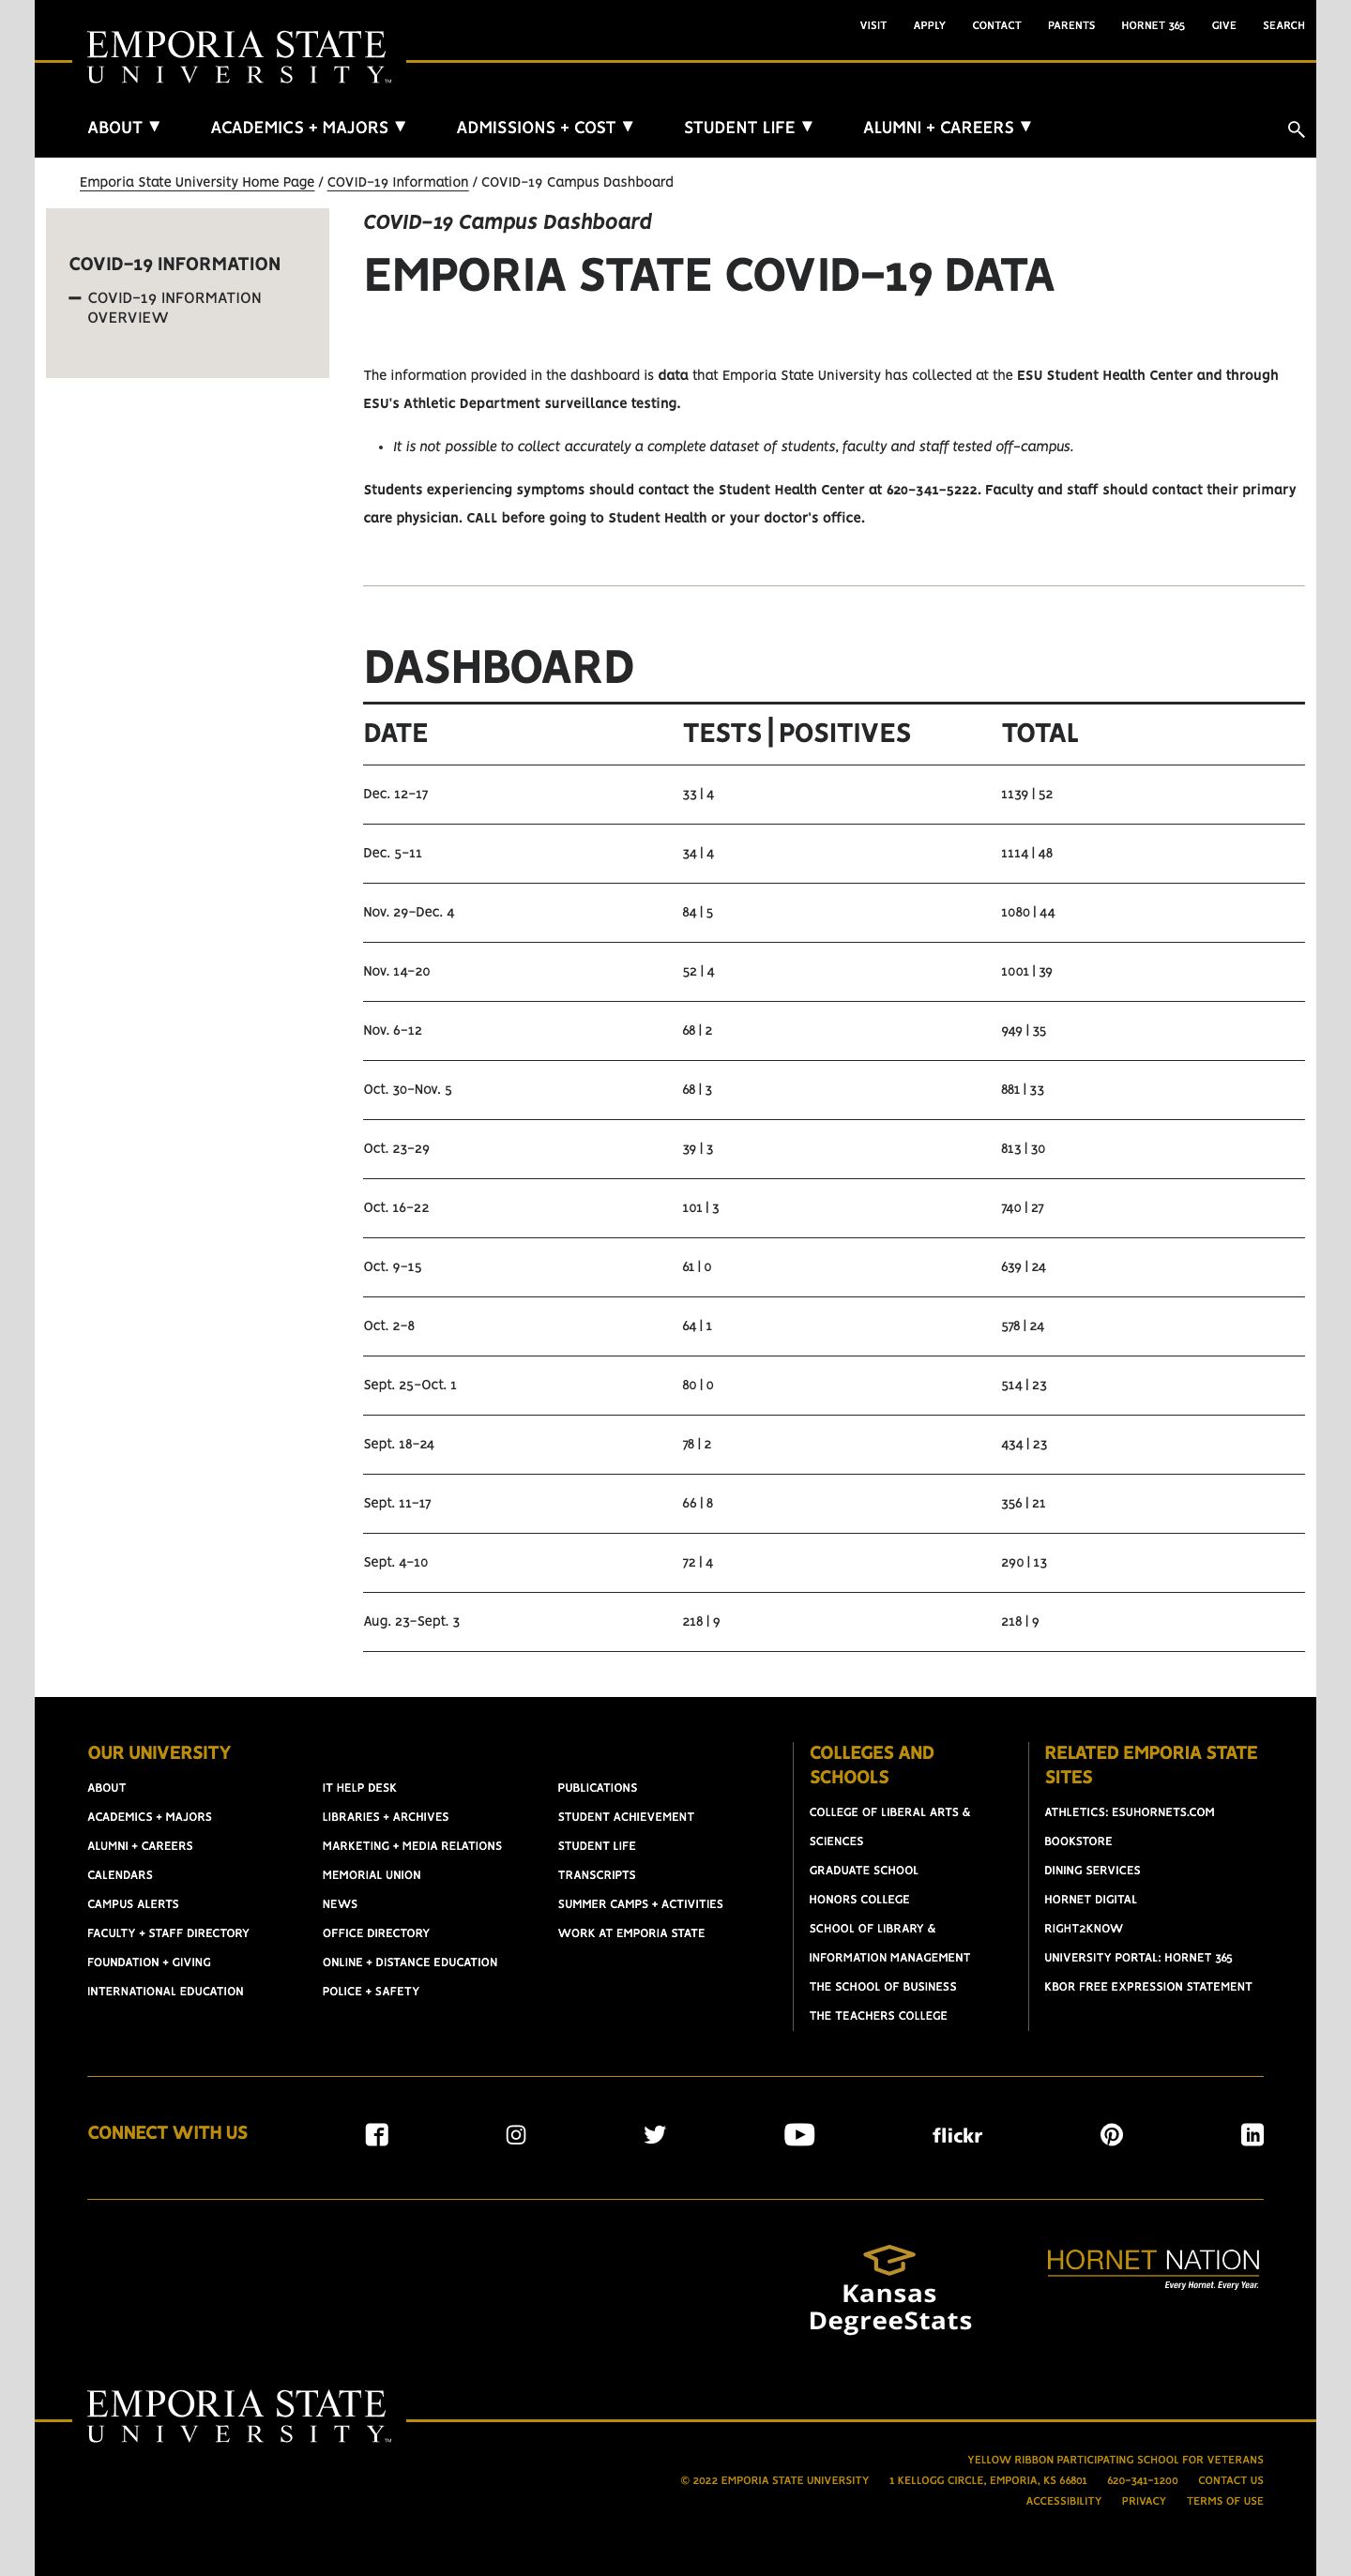 VISIT APPLY CONTACT PARENTS HORNET 365 GIVE SEARCH
EMPORIA STATE
UNIVERSITY™
ABOUT ▼ ACADEMICS + MAJORS ▼ ADMISSIONS + COST ▼ STUDENT LIFE ▼ ALUMNI + CAREERS ▼
Emporia State University Home Page / COVID-19 Information / COVID-19 Campus Dashboard
COVID-19 INFORMATION
COVID-19 INFORMATION
OVERVIEW
COVID-19 Campus Dashboard
EMPORIA STATE COVID-19 DATA
The information provided in the dashboard is data that Emporia State University has collected at the ESU Student Health Center and through
ESU's Athletic Department surveillance testing.
• It is not possible to collect accurately a complete dataset of students, faculty and staff tested off-campus.
Students experiencing symptoms should contact the Student Health Center at 620-341-5222. Faculty and staff should contact their primary
care physician. CALL before going to Student Health or your doctor's office.
DASHBOARD
DATE TESTS | POSITIVES TOTAL
Dec. 12-17 33 | 4 1139 | 52
Dec. 5-11 34 | 4 1114 | 48
Nov. 29-Dec. 4 84 | 5 1080 | 44
Nov. 14-20 52 | 4 1001 | 39
Nov. 6-12 68 | 2 949 | 35
Oct. 30-Nov. 5 68 | 3 881 | 33
Oct. 23-29 39 | 3 813 | 30
Oct. 16-22 101 | 3 740 | 27
Oct. 9-15 61 | 0 639 | 24
Oct. 2-8 64 | 1 578 | 24
Sept. 25-Oct. 1 80 | 0 514 | 23
Sept. 18-24 78 | 2 434 | 23
Sept. 11-17 66 | 8 356 | 21
Sept. 4-10 72 | 4 290 | 13
Aug. 23-Sept. 3 218 | 9 218 | 9
OUR UNIVERSITY
ABOUT
ACADEMICS + MAJORS
ALUMNI + CAREERS
CALENDARS
CAMPUS ALERTS
FACULTY + STAFF DIRECTORY
FOUNDATION + GIVING
INTERNATIONAL EDUCATION
IT HELP DESK
LIBRARIES + ARCHIVES
MARKETING + MEDIA RELATIONS
MEMORIAL UNION
NEWS
OFFICE DIRECTORY
ONLINE + DISTANCE EDUCATION
POLICE + SAFETY
PUBLICATIONS
STUDENT ACHIEVEMENT
STUDENT LIFE
TRANSCRIPTS
SUMMER CAMPS + ACTIVITIES
WORK AT EMPORIA STATE
COLLEGES AND
SCHOOLS
COLLEGE OF LIBERAL ARTS &
SCIENCES
GRADUATE SCHOOL
HONORS COLLEGE
SCHOOL OF LIBRARY &
INFORMATION MANAGEMENT
THE SCHOOL OF BUSINESS
THE TEACHERS COLLEGE
RELATED EMPORIA STATE
SITES
ATHLETICS: ESUHORNETS.COM
BOOKSTORE
DINING SERVICES
HORNET DIGITAL
RIGHT2KNOW
UNIVERSITY PORTAL: HORNET 365
KBOR FREE EXPRESSION STATEMENT
CONNECT WITH US
flickr
Kansas
DegreeStats
HORNET NATION
Every Hornet. Every Year.
EMPORIA STATE
UNIVERSITY™
YELLOW RIBBON PARTICIPATING SCHOOL FOR VETERANS
© 2022 EMPORIA STATE UNIVERSITY 1 KELLOGG CIRCLE, EMPORIA, KS 66801 620-341-1200 CONTACT US
ACCESSIBILITY PRIVACY TERMS OF USE